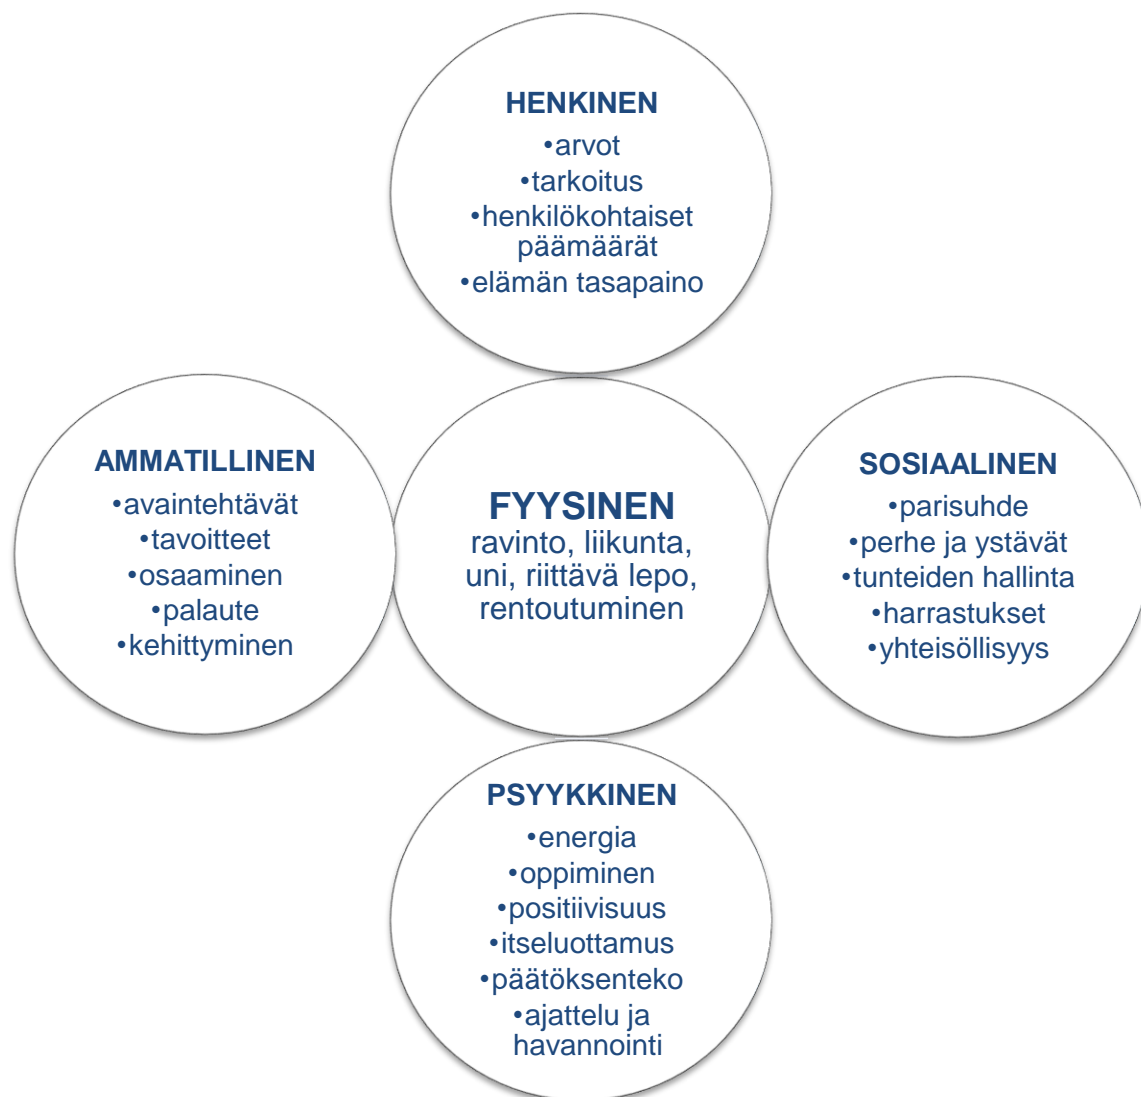 HENKINEN
•arvot
•tarkoitus
•henkilökohtaiset
päämäärät
•elämän tasapaino
AMMATILLINEN
•avaintehtävät
•tavoitteet
•osaaminen
•palaute
•kehittyminen
FYYSINEN
ravinto, liikunta,
uni, riittävä lepo,
rentoutuminen
SOSIAALINEN
•parisuhde
•perhe ja ystävät
•tunteiden hallinta
•harrastukset
•yhteisöllisyys
PSYYKKINEN
•energia
•oppiminen
•positiivisuus
•itseluottamus
•päätöksenteko
•ajattelu ja
havannointi